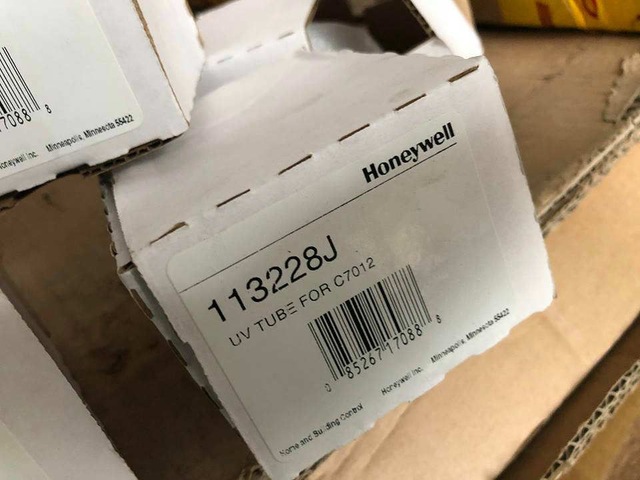 Honeywell
113228J
UV TUBE FOR C7012
0 85267 17088 8
Home and Building Control Honeywell Inc. Minneapolis, Minnesota 55422
17088 8
Honeywell Inc. Minneapolis, Minnesota 55422